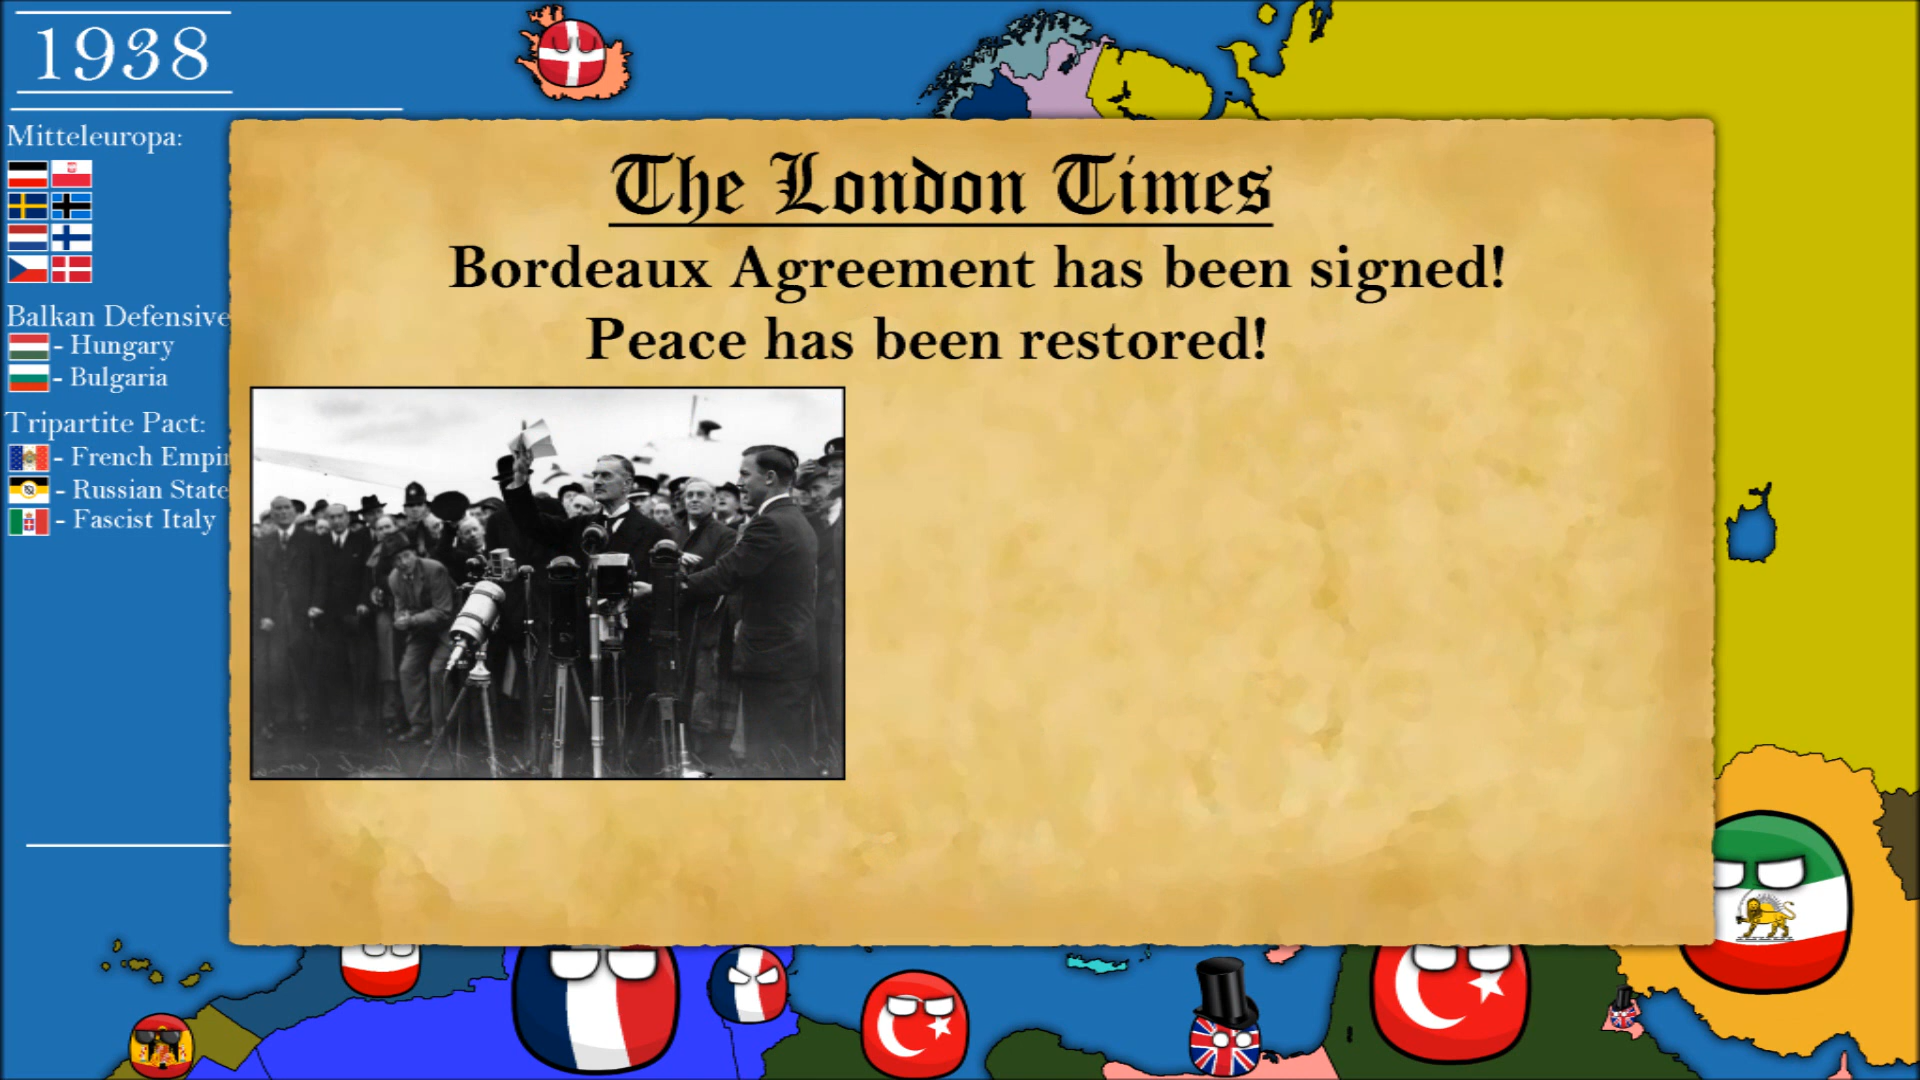 1938
Mitteleuropa:
Balkan Defensive
- Hungary
- Bulgaria
Tripartite Pact:
- French Empi
- Russian State
- Fascist Italy
The London Times
Bordeaux Agreement has been signed!
Peace has been restored!